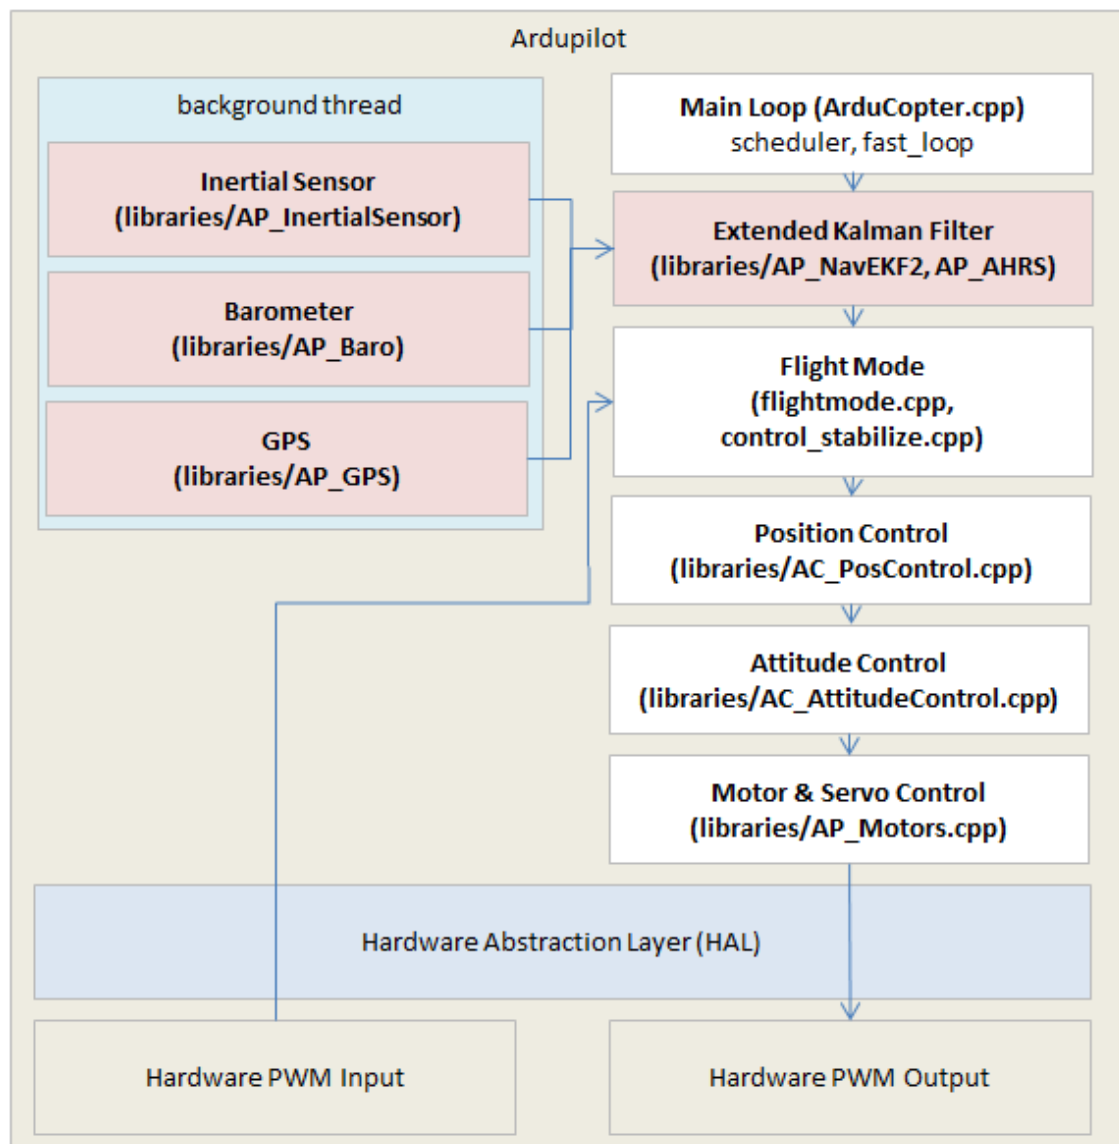 Ardupilot
background thread
Inertial Sensor
(libraries/AP_InertialSensor)
Barometer
(libraries/AP_Baro)
GPS
(libraries/AP_GPS)
Main Loop (ArduCopter.cpp)
scheduler, fast_loop
Extended Kalman Filter
(libraries/AP_NavEKF2, AP_AHRS)
Flight Mode
(flightmode.cpp,
control_stabilize.cpp)
Position Control
(libraries/AC_PosControl.cpp)
Attitude Control
(libraries/AC_AttitudeControl.cpp)
Motor & Servo Control
(libraries/AP_Motors.cpp)
Hardware Abstraction Layer (HAL)
Hardware PWM Input
Hardware PWM Output